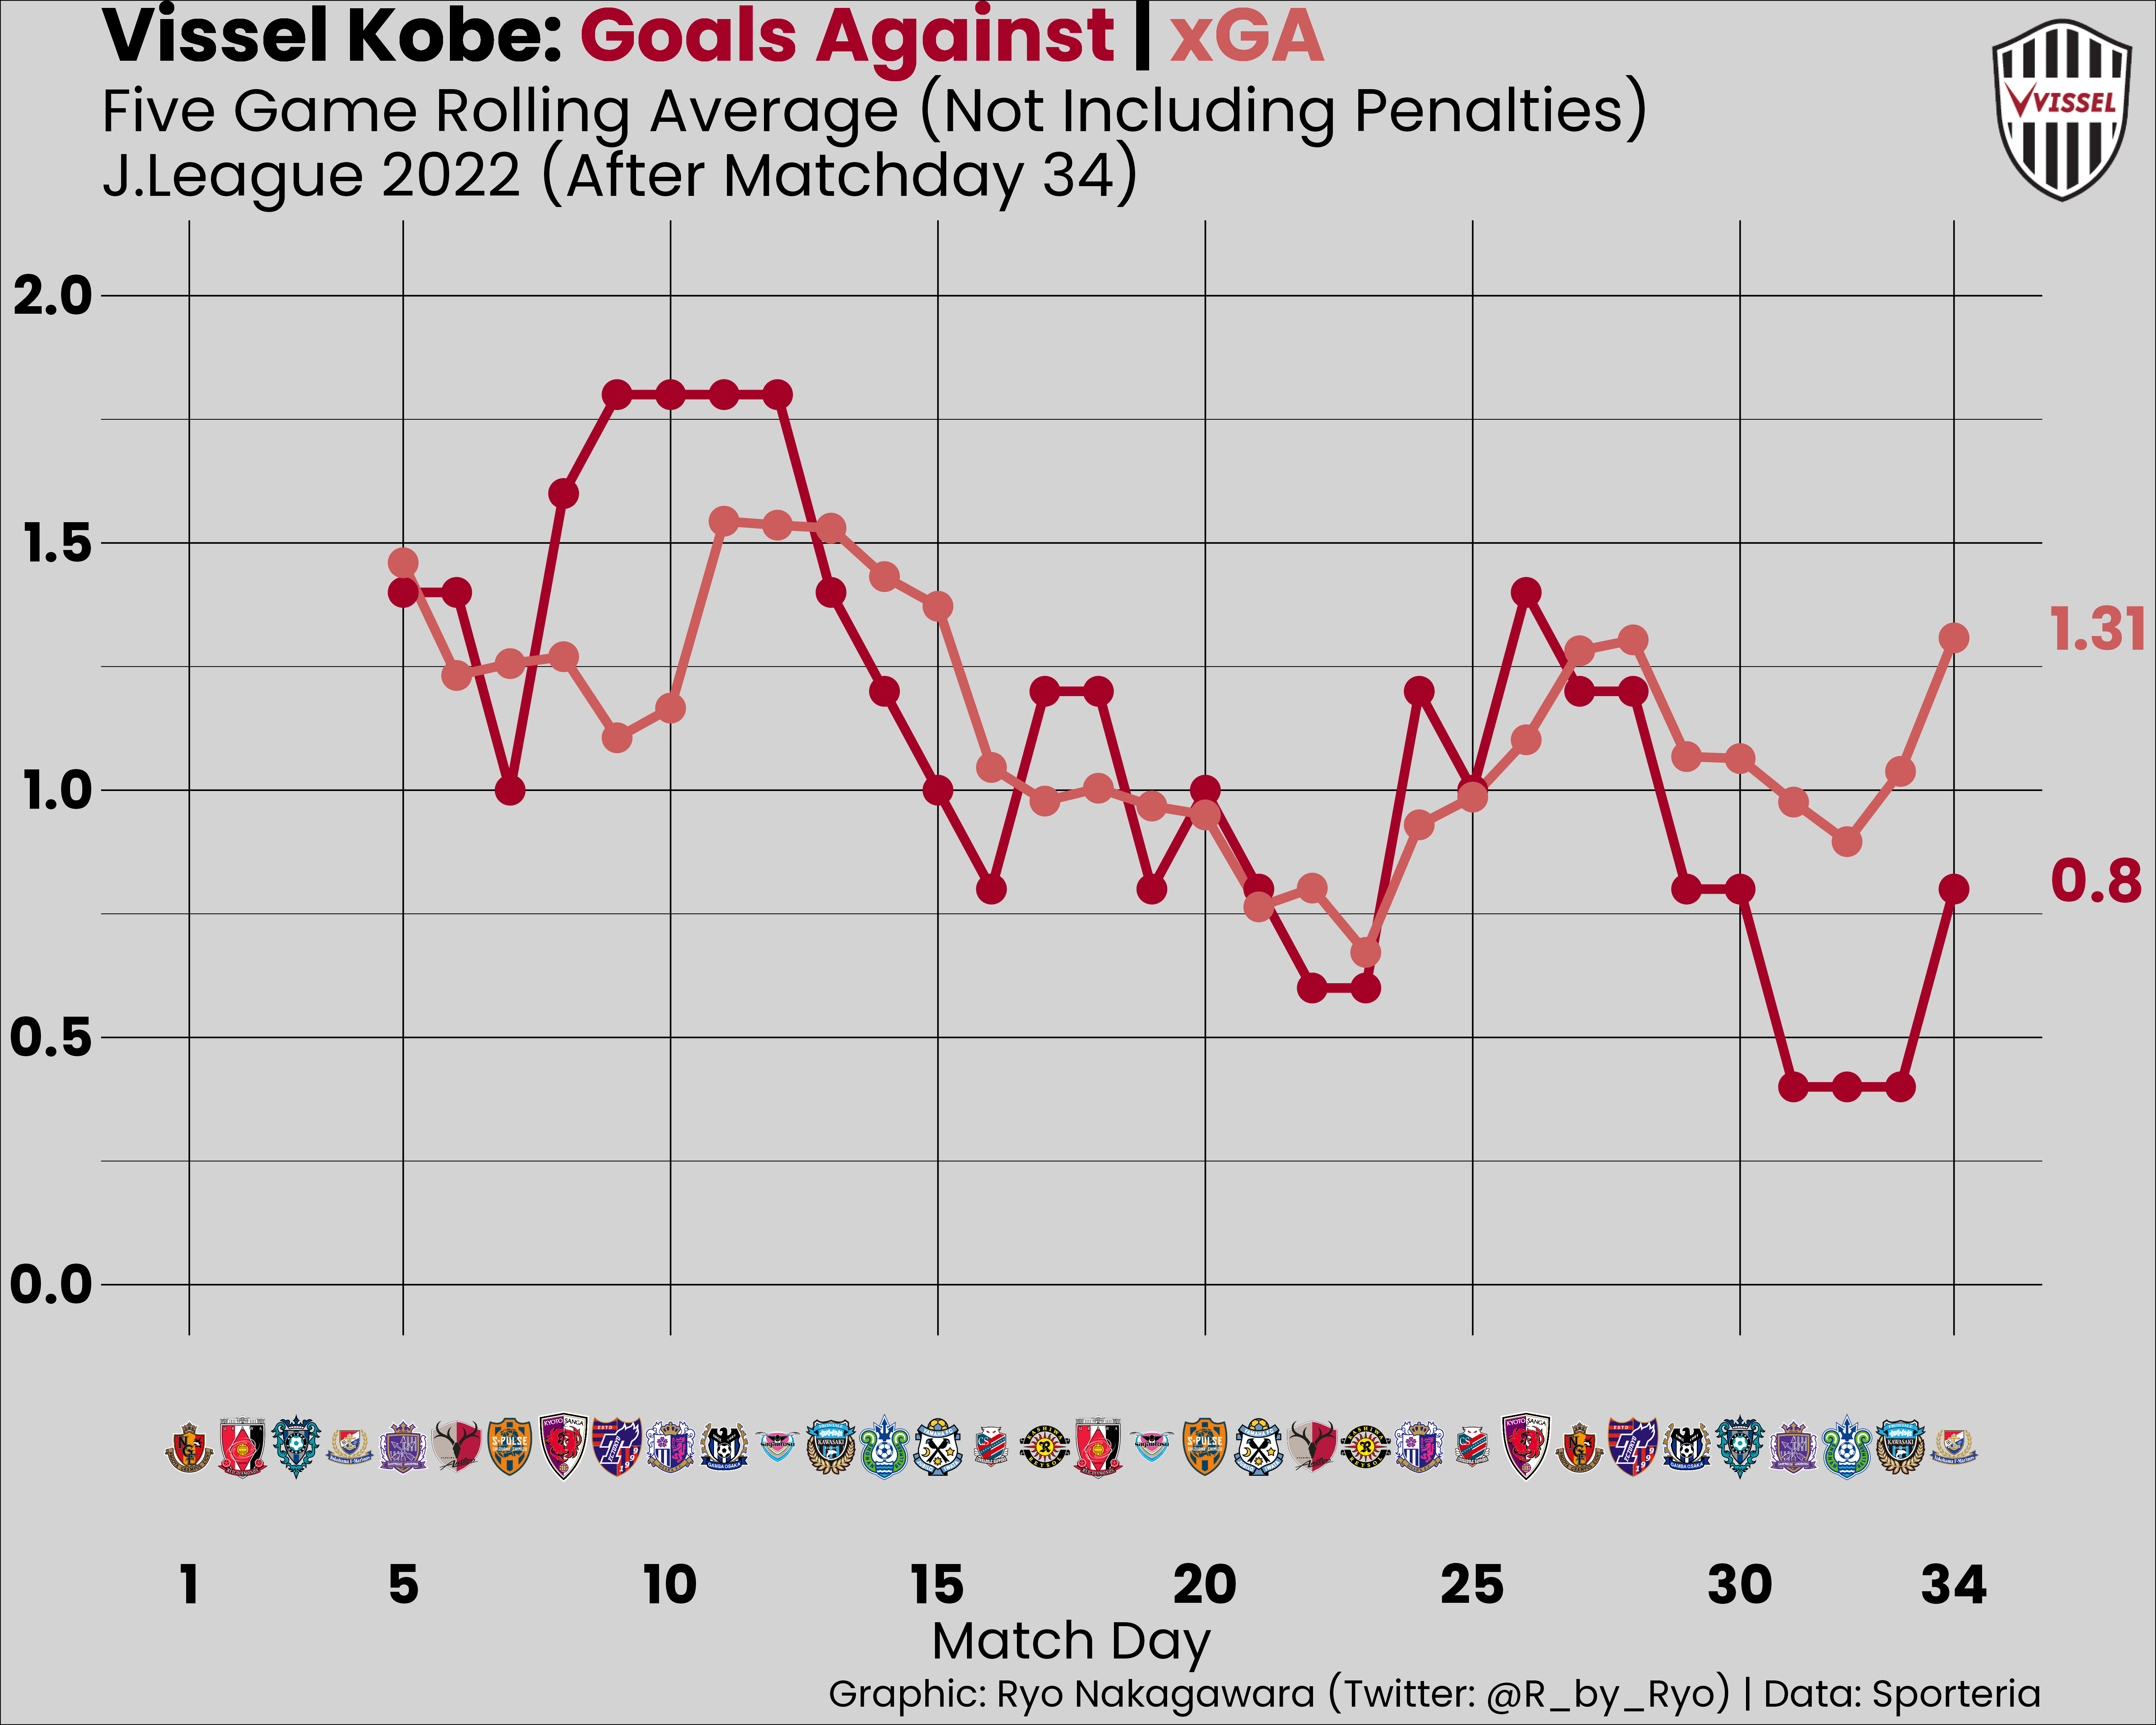 Vissel Kobe: Goals Against | xGA
Five Game Rolling Average (Not Including Penalties)
J.League 2022 (After Matchday 34)
VISSEL
2.0
1.5
1.31
1.0
0.8
0.5
0.0
1 5 10 15 20 25 30 34
Match Day
Graphic: Ryo Nakagawara (Twitter: @R_by_Ryo) | Data: Sporteria